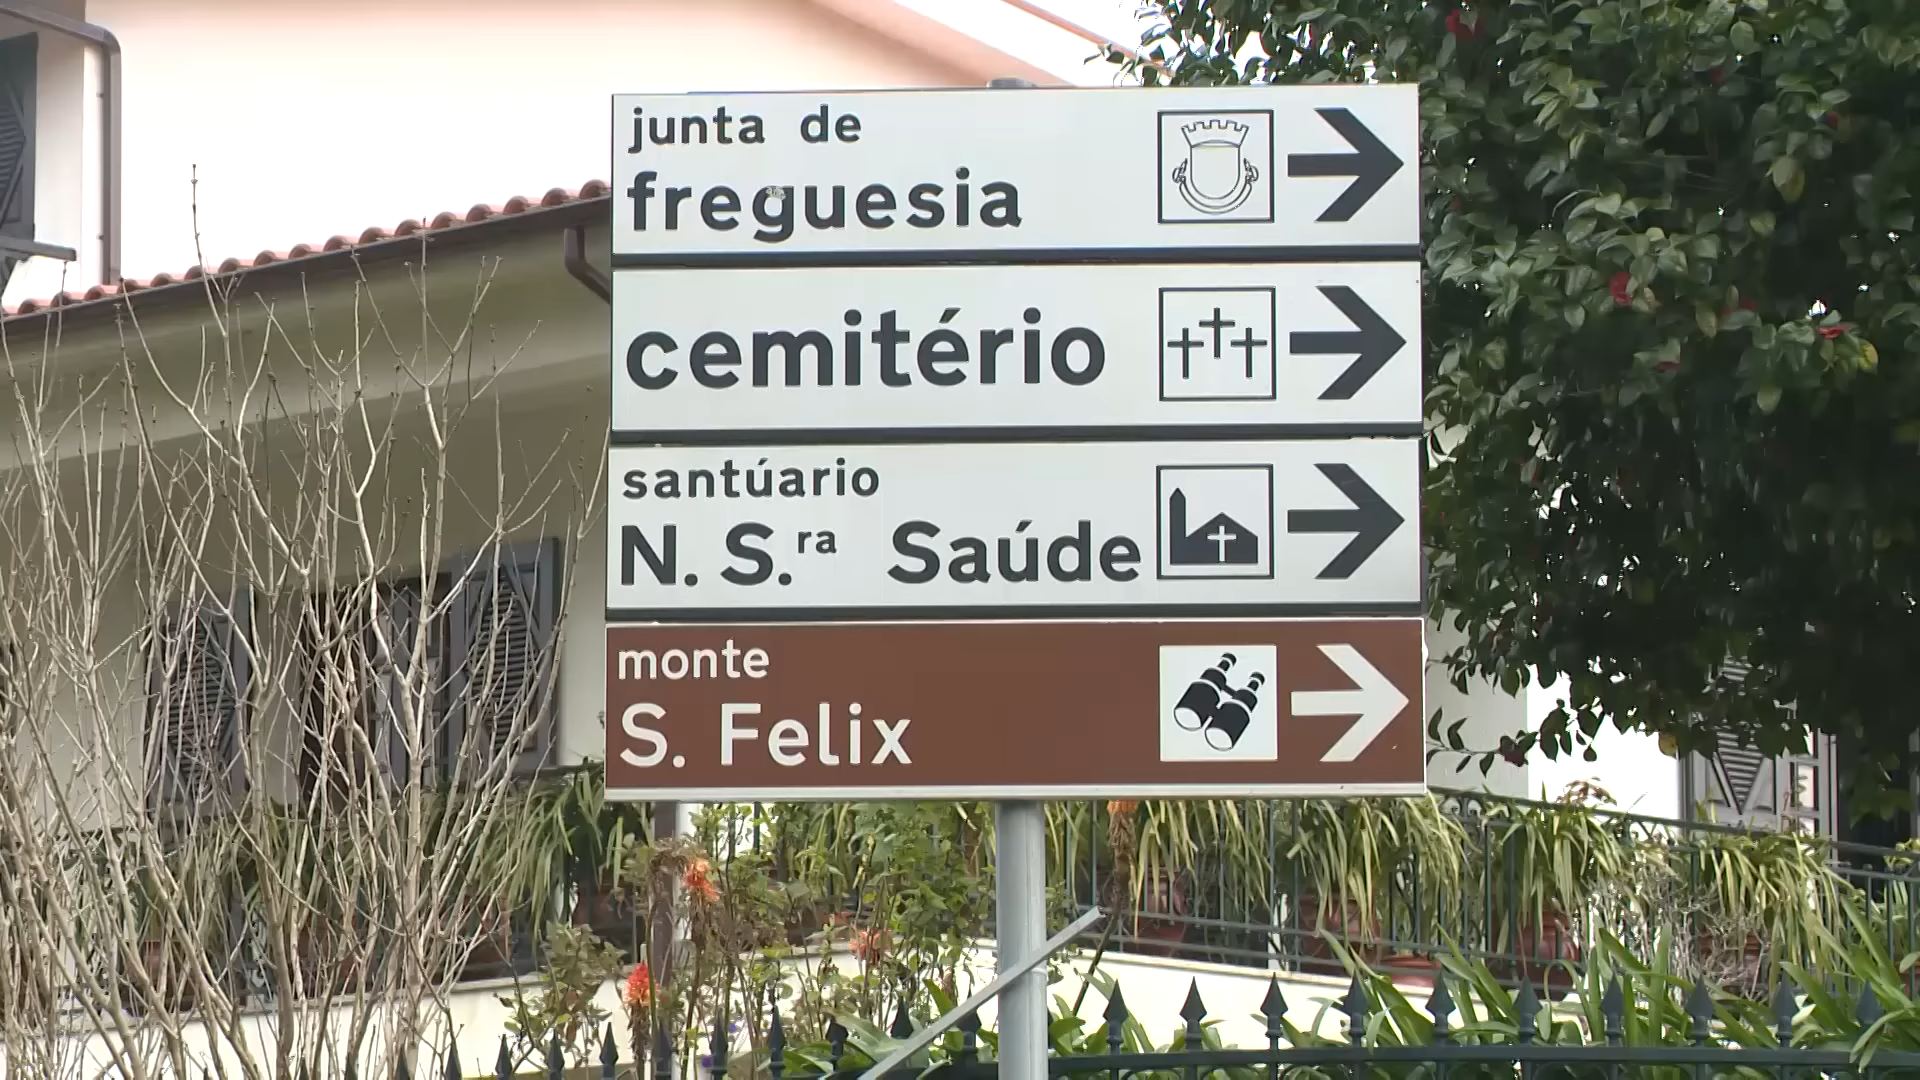 junta de
freguesia
cemitério
santúario
N. S.ra Saúde
monte
S. Felix